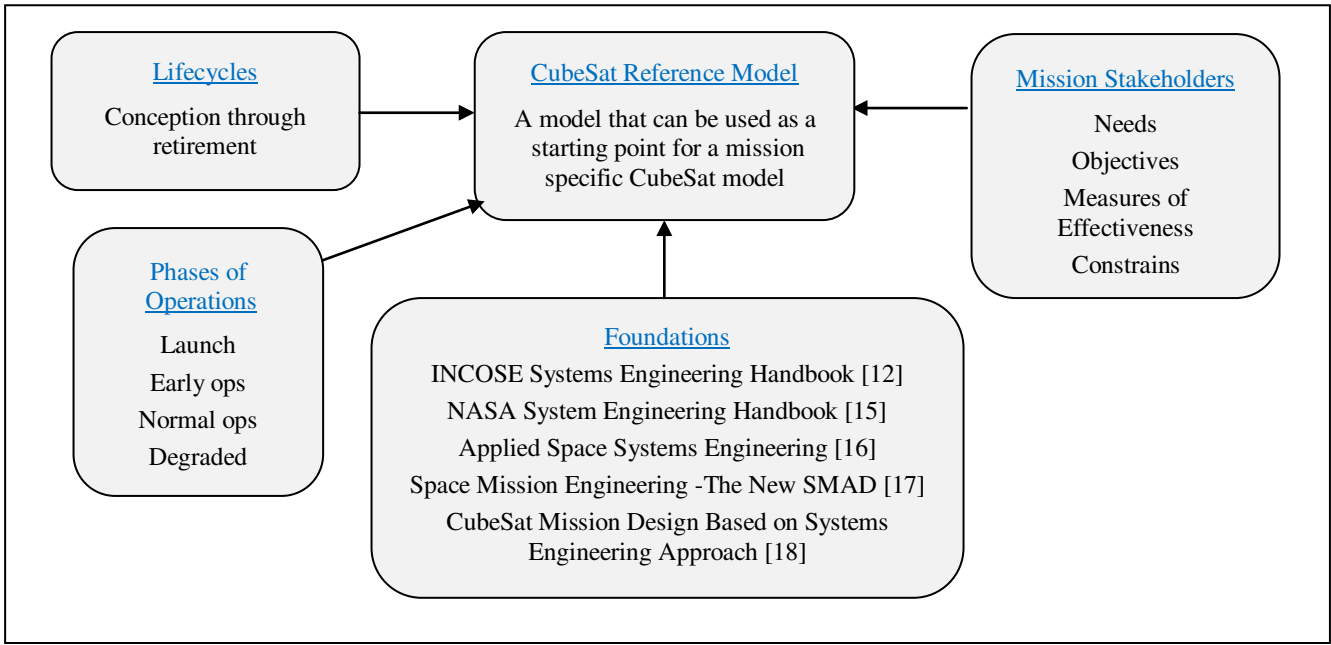 Lifecycles
Conception through
retirement
CubeSat Reference Model
A model that can be used as a
starting point for a mission
specific CubeSat model
Mission Stakeholders
Needs
Objectives
Measures of
Effectiveness
Constrains
Phases of
Operations
Launch
Early ops
Normal ops
Degraded
Foundations
INCOSE Systems Engineering Handbook [12]
NASA System Engineering Handbook [15]
Applied Space Systems Engineering [16]
Space Mission Engineering -The New SMAD [17]
CubeSat Mission Design Based on Systems
Engineering Approach [18]